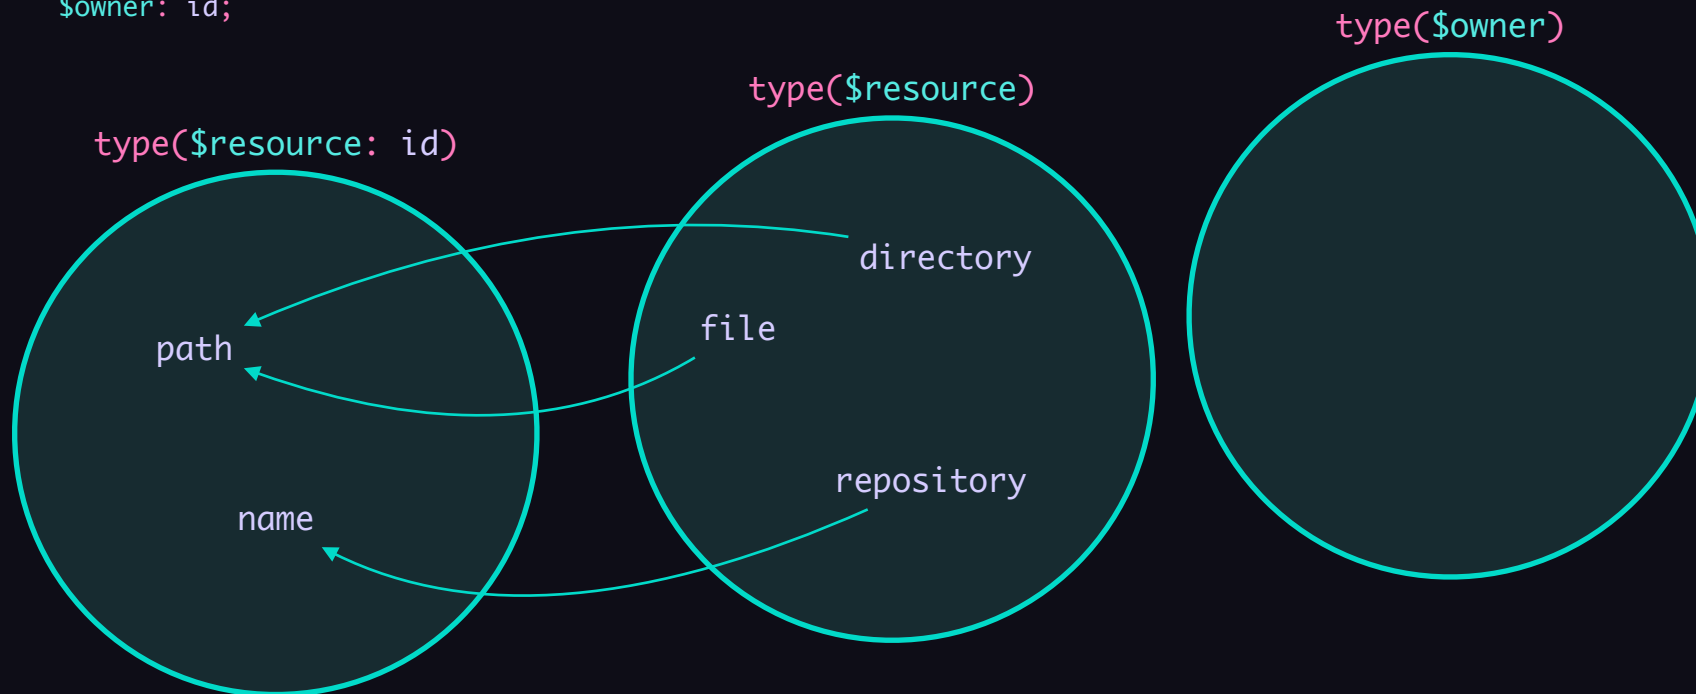 $owner: id;
type($owner)
type($resource)
type($resource: id)
directory
file
path
repository
name